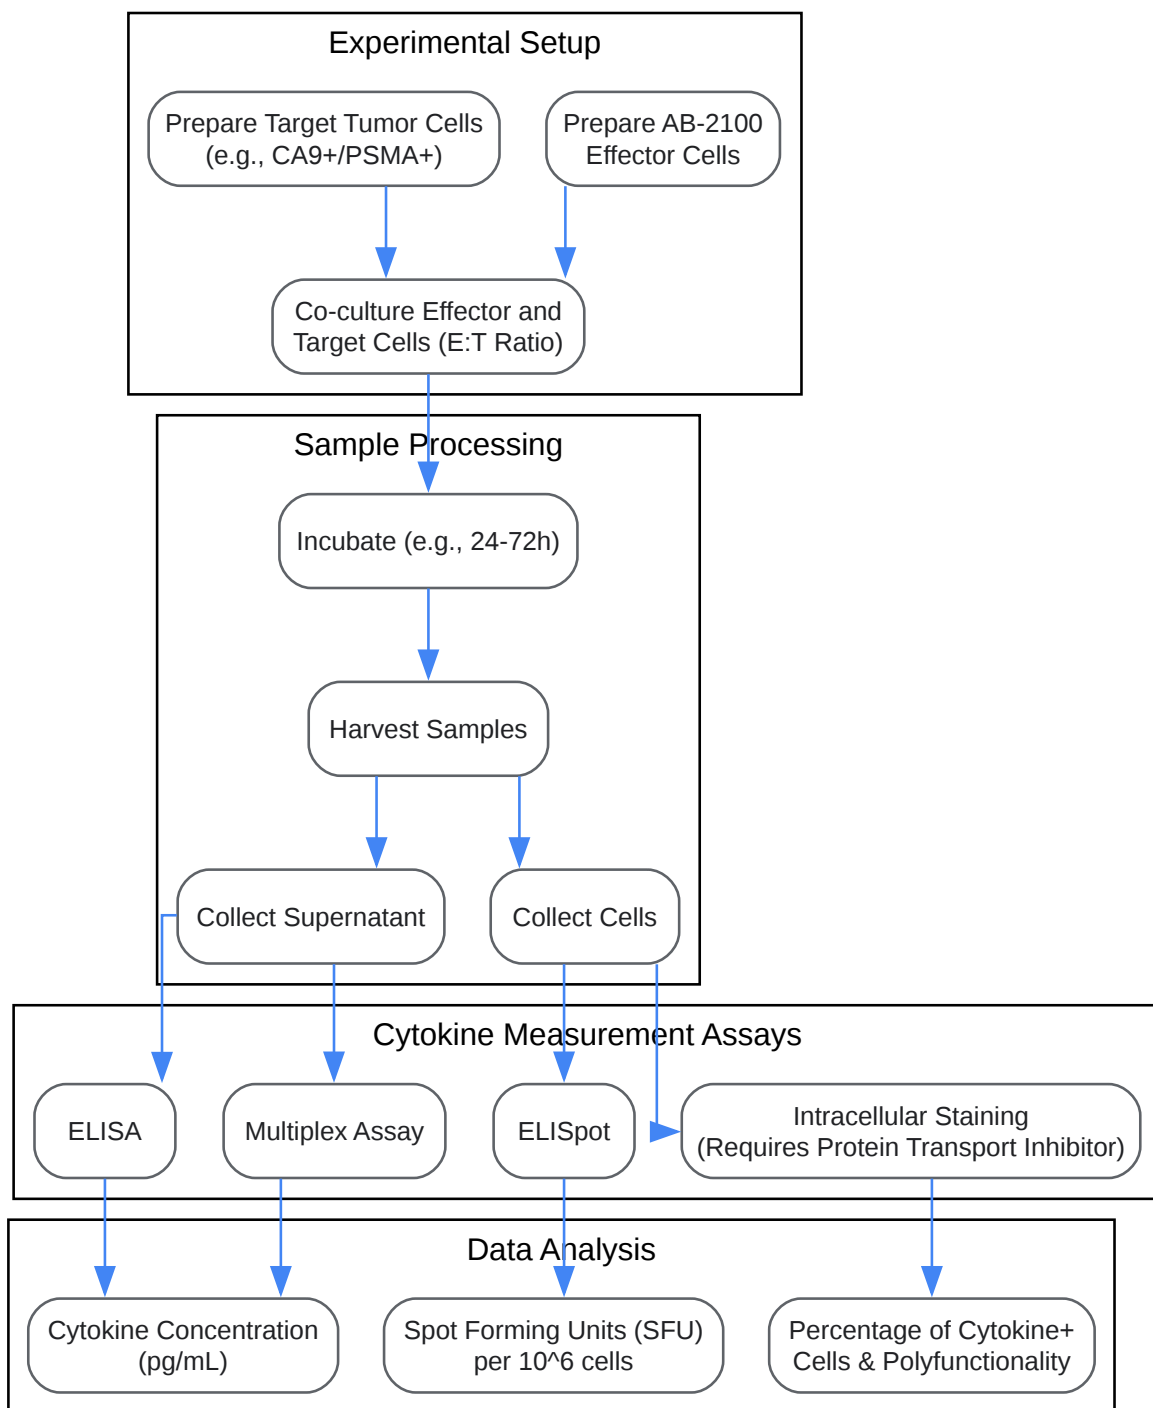 Experimental Setup
Prepare Target Tumor Cells
(e.g., CA9+/PSMA+)
Prepare AB-2100
Effector Cells
Co-culture Effector and
Target Cells (E:T Ratio)
Sample Processing
Incubate (e.g., 24-72h)
Harvest Samples
Collect Supernatant
Collect Cells
Cytokine Measurement Assays
ELISA
Multiplex Assay
ELISpot
Intracellular Staining
(Requires Protein Transport Inhibitor)
Data Analysis
Cytokine Concentration
(pg/mL)
Spot Forming Units (SFU)
per 10^6 cells
Percentage of Cytokine+
Cells & Polyfunctionality